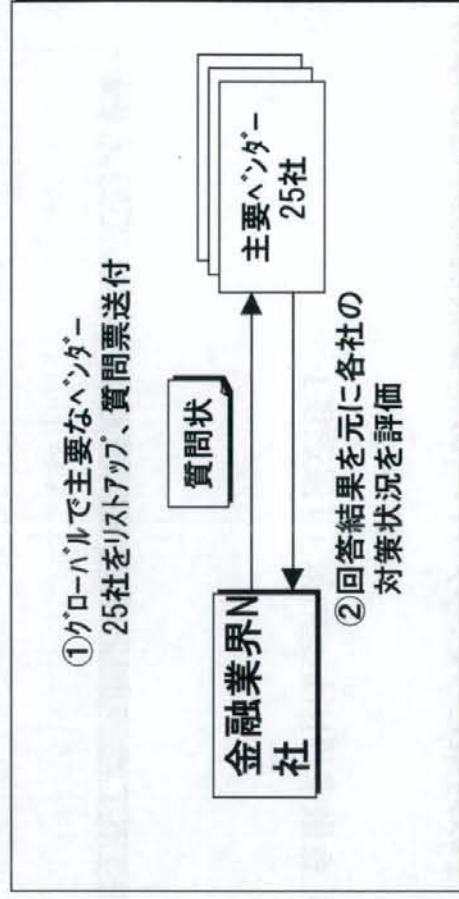 ①グローバルで主要なベンダー
25社をリストアップ、質問票送付
質問状
金融業界N
社
主要ベンダー
25社
②回答結果を元に各社の
対策状況を評価